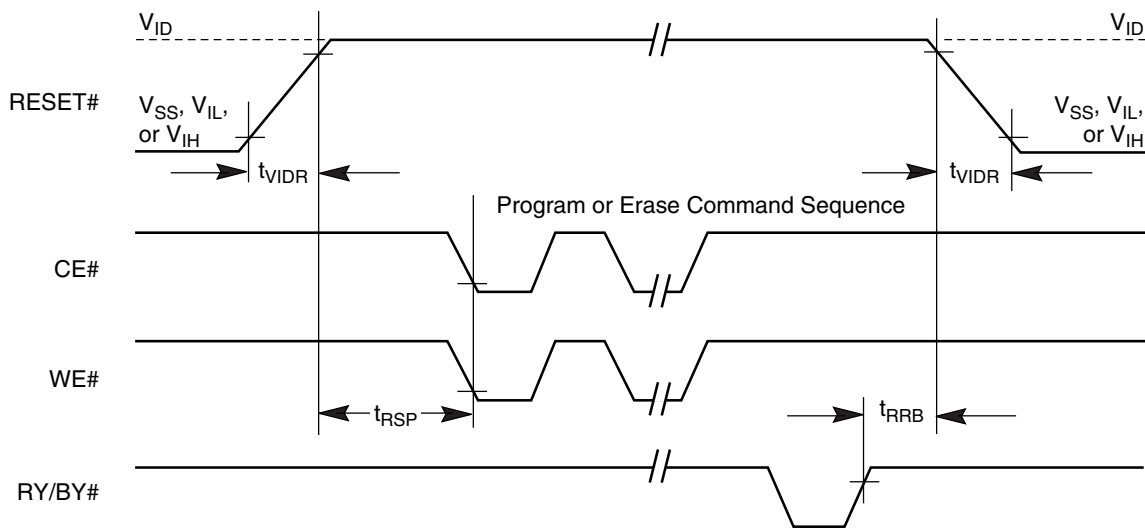 V_ID
V_ID
RESET#
V_SS, V_IL,
or V_IH
V_SS, V_IL,
or V_IH
t_VIDR
t_VIDR
Program or Erase Command Sequence
CE#
WE#
t_RSP
t_RRB
RY/BY#